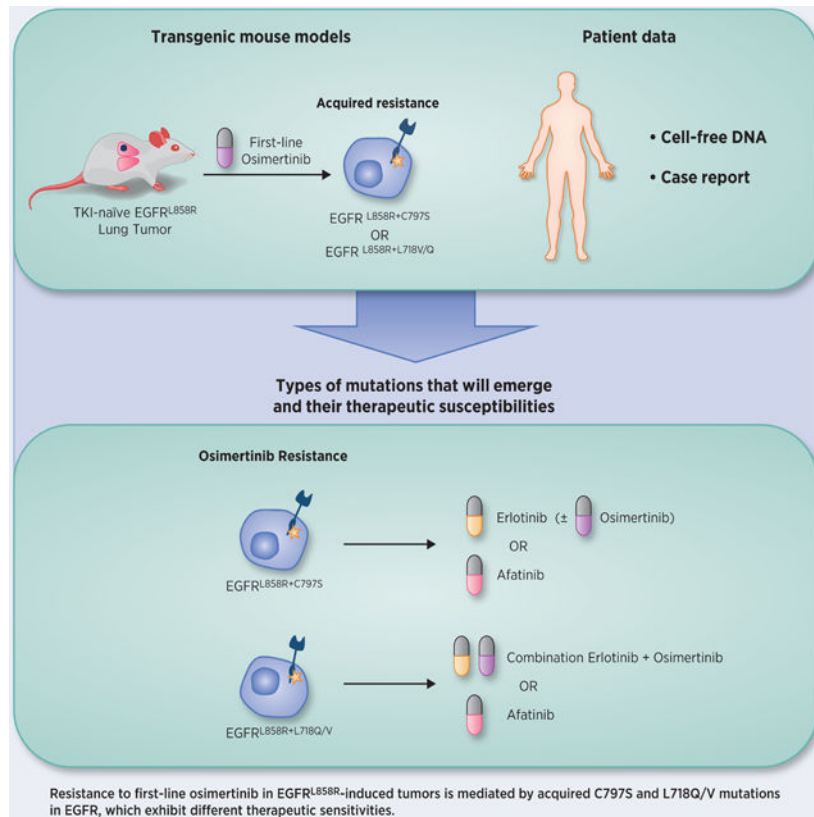 Transgenic mouse models
Patient data
Acquired resistance
First-line
Osimertinib
TKI-naïve EGFRL858R
Lung Tumor
EGFR L858R+C797S
OR
EGFR L858R+L718V/Q
• Cell-free DNA
• Case report
Types of mutations that will emerge
and their therapeutic susceptibilities
Osimertinib Resistance
EGFRL858R+C797S
Erlotinib (± Osimertinib)
OR
Afatinib
EGFRL858R+L718Q/V
Combination Erlotinib + Osimertinib
OR
Afatinib
Resistance to first-line osimertinib in EGFRL858R-induced tumors is mediated by acquired C797S and L718Q/V mutations
in EGFR, which exhibit different therapeutic sensitivities.